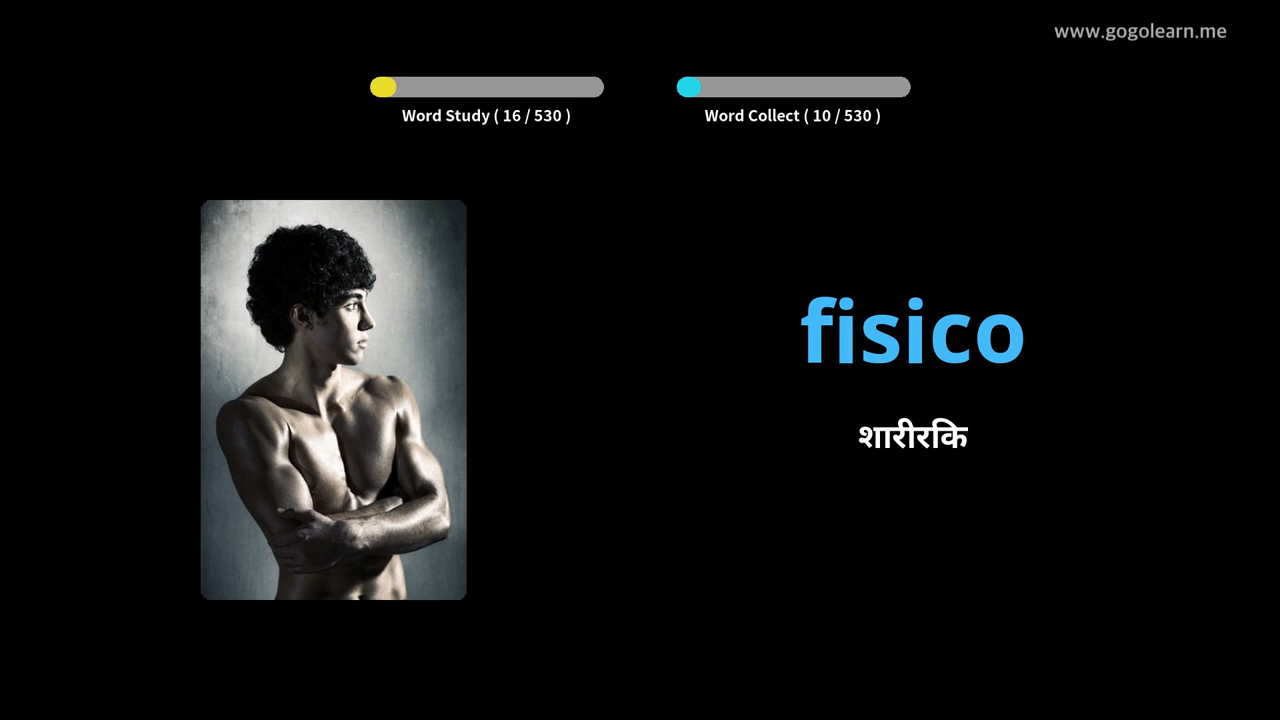 www.gogolearn.me
Word Study ( 16 / 530 )
Word Collect ( 10 / 530 )
fisico
शारीरकि